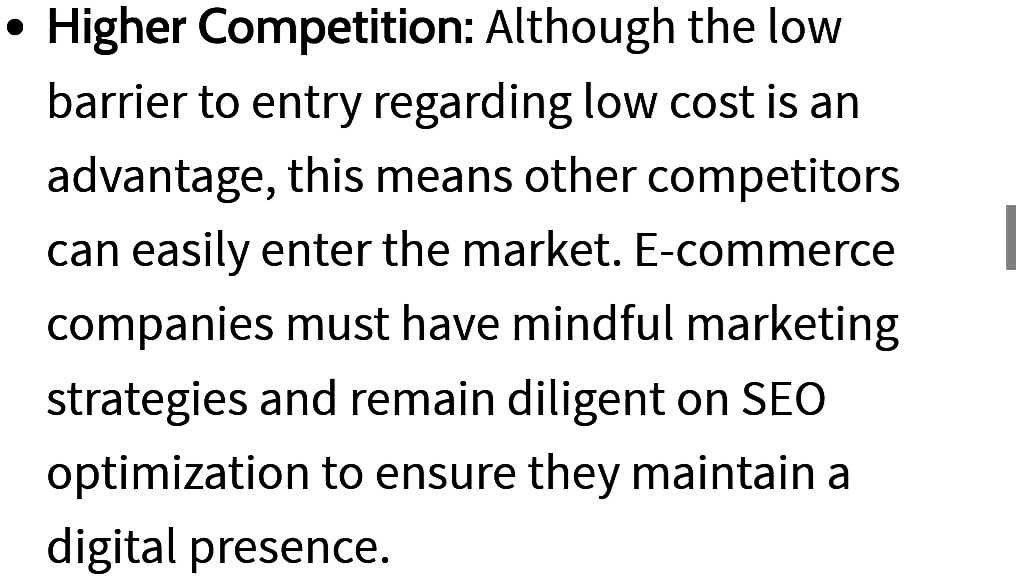 • Higher Competition: Although the low
barrier to entry regarding low cost is an
advantage, this means other competitors
can easily enter the market. E-commerce
companies must have mindful marketing
strategies and remain diligent on SEO
optimization to ensure they maintain a
digital presence.